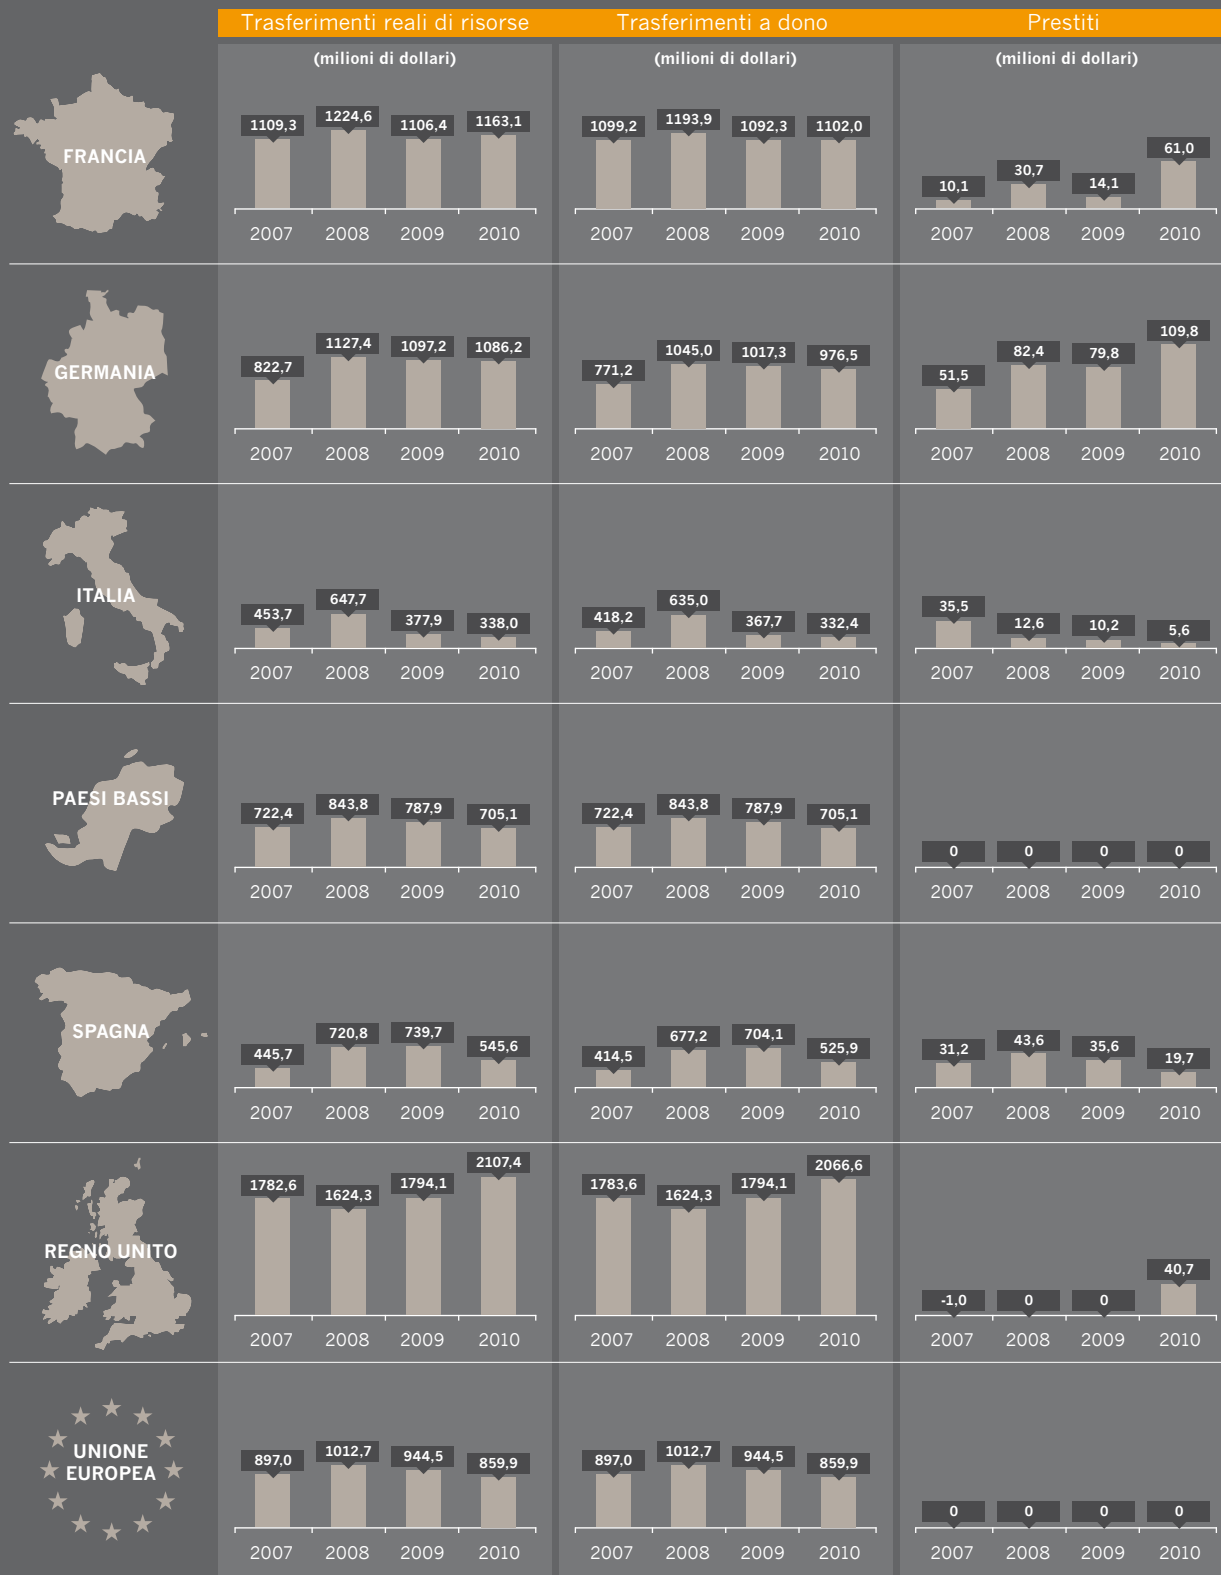 Trasferimenti reali di risorse Trasferimenti a dono Prestiti
(milioni di dollari) (milioni di dollari) (milioni di dollari)
FRANCIA
1109,3 1224,6 1106,4 1163,1 1099,2 1193,9 1092,3 1102,0 10,1 30,7 14,1 61,0
2007 2008 2009 2010 2007 2008 2009 2010 2007 2008 2009 2010
GERMANIA
822,7 1127,4 1097,2 1086,2 771,2 1045,0 1017,3 976,5 51,5 82,4 79,8 109,8
2007 2008 2009 2010 2007 2008 2009 2010 2007 2008 2009 2010
ITALIA
453,7 647,7 377,9 338,0 418,2 635,0 367,7 332,4 35,5 12,6 10,2 5,6
2007 2008 2009 2010 2007 2008 2009 2010 2007 2008 2009 2010
PAESI BASSI
722,4 843,8 787,9 705,1 722,4 843,8 787,9 705,1 0 0 0 0
2007 2008 2009 2010 2007 2008 2009 2010 2007 2008 2009 2010
SPAGNA
445,7 720,8 739,7 545,6 414,5 677,2 704,1 525,9 31,2 43,6 35,6 19,7
2007 2008 2009 2010 2007 2008 2009 2010 2007 2008 2009 2010
REGNO UNITO
1782,6 1624,3 1794,1 2107,4 1783,6 1624,3 1794,1 2066,6 -1,0 0 0 40,7
2007 2008 2009 2010 2007 2008 2009 2010 2007 2008 2009 2010
UNIONE
EUROPEA
897,0 1012,7 944,5 859,9 897,0 1012,7 944,5 859,9 0 0 0 0
2007 2008 2009 2010 2007 2008 2009 2010 2007 2008 2009 2010